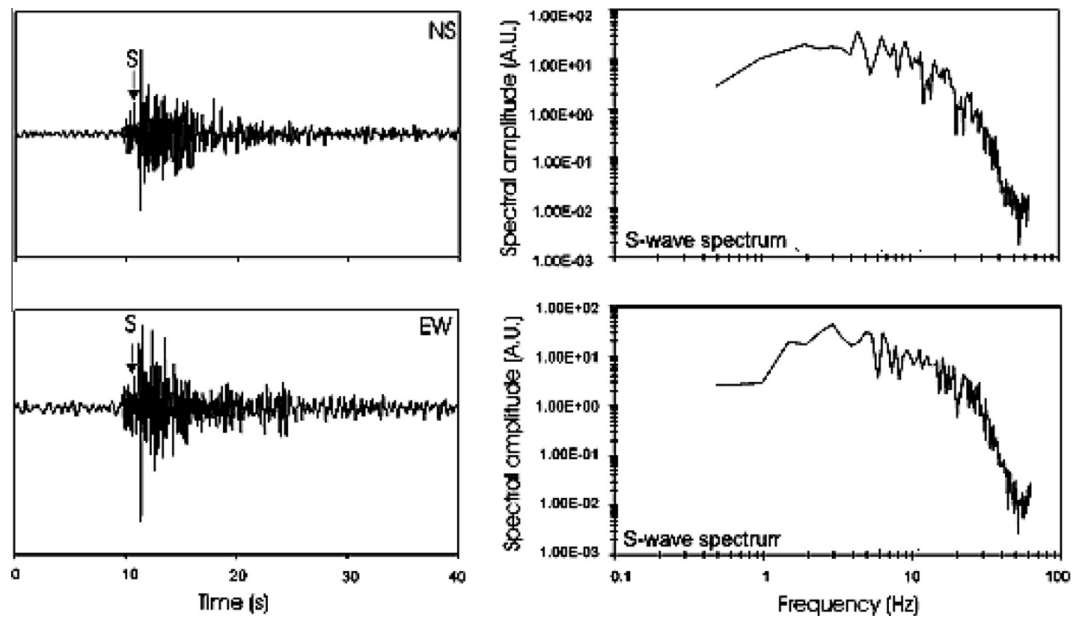 NS
S
Spectral amplitude (A.U.)
1.00E+02
1.00E+01
1.00E+00
1.00E-01
1.00E-02
1.00E-03
S-wave spectrum
EW
S
0
10
20
30
40
Time (s)
Spectral amplitude (A.U.)
1.00E+02
1.00E+01
1.00E+00
1.00E-01
1.00E-02
1.00E-03
S-wave spectrum
0.1
1
10
100
Frequency (Hz)